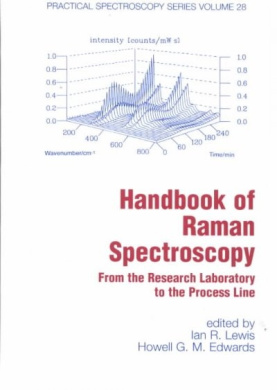 PRACTICAL SPECTROSCOPY SERIES VOLUME 28
intensity [counts/mW s]
1.0 1.0
0.8 0.8
0.6 0.6
0.4 0.4
0.2 0.2
0.0 0.0
200 400 600 800 0 60 120 180 240
Wavenumber/cm-1 Time/min
Handbook of
Raman
Spectroscopy
From the Research Laboratory
to the Process Line
edited by
Ian R. Lewis
Howell G. M. Edwards